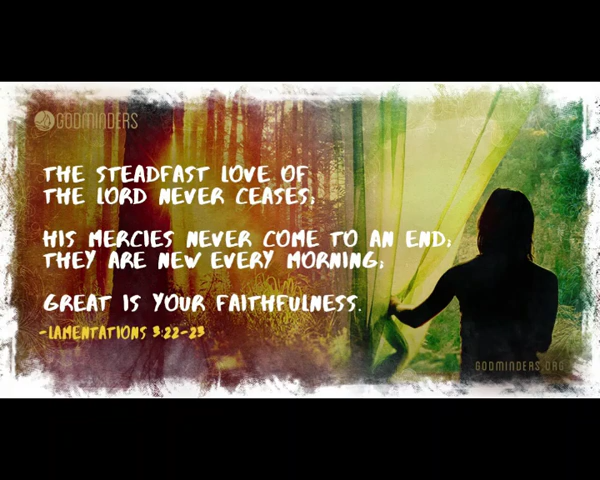 GODMINDERS
THE STEADFAST LOVE OF
THE LORD NEVER CEASES;
HIS MERCIES NEVER COME TO AN END;
THEY ARE NEW EVERY MORNING;
GREAT IS YOUR FAITHFULNESS.
-LAMENTATIONS 3:22-23
GODMINDERS.ORG